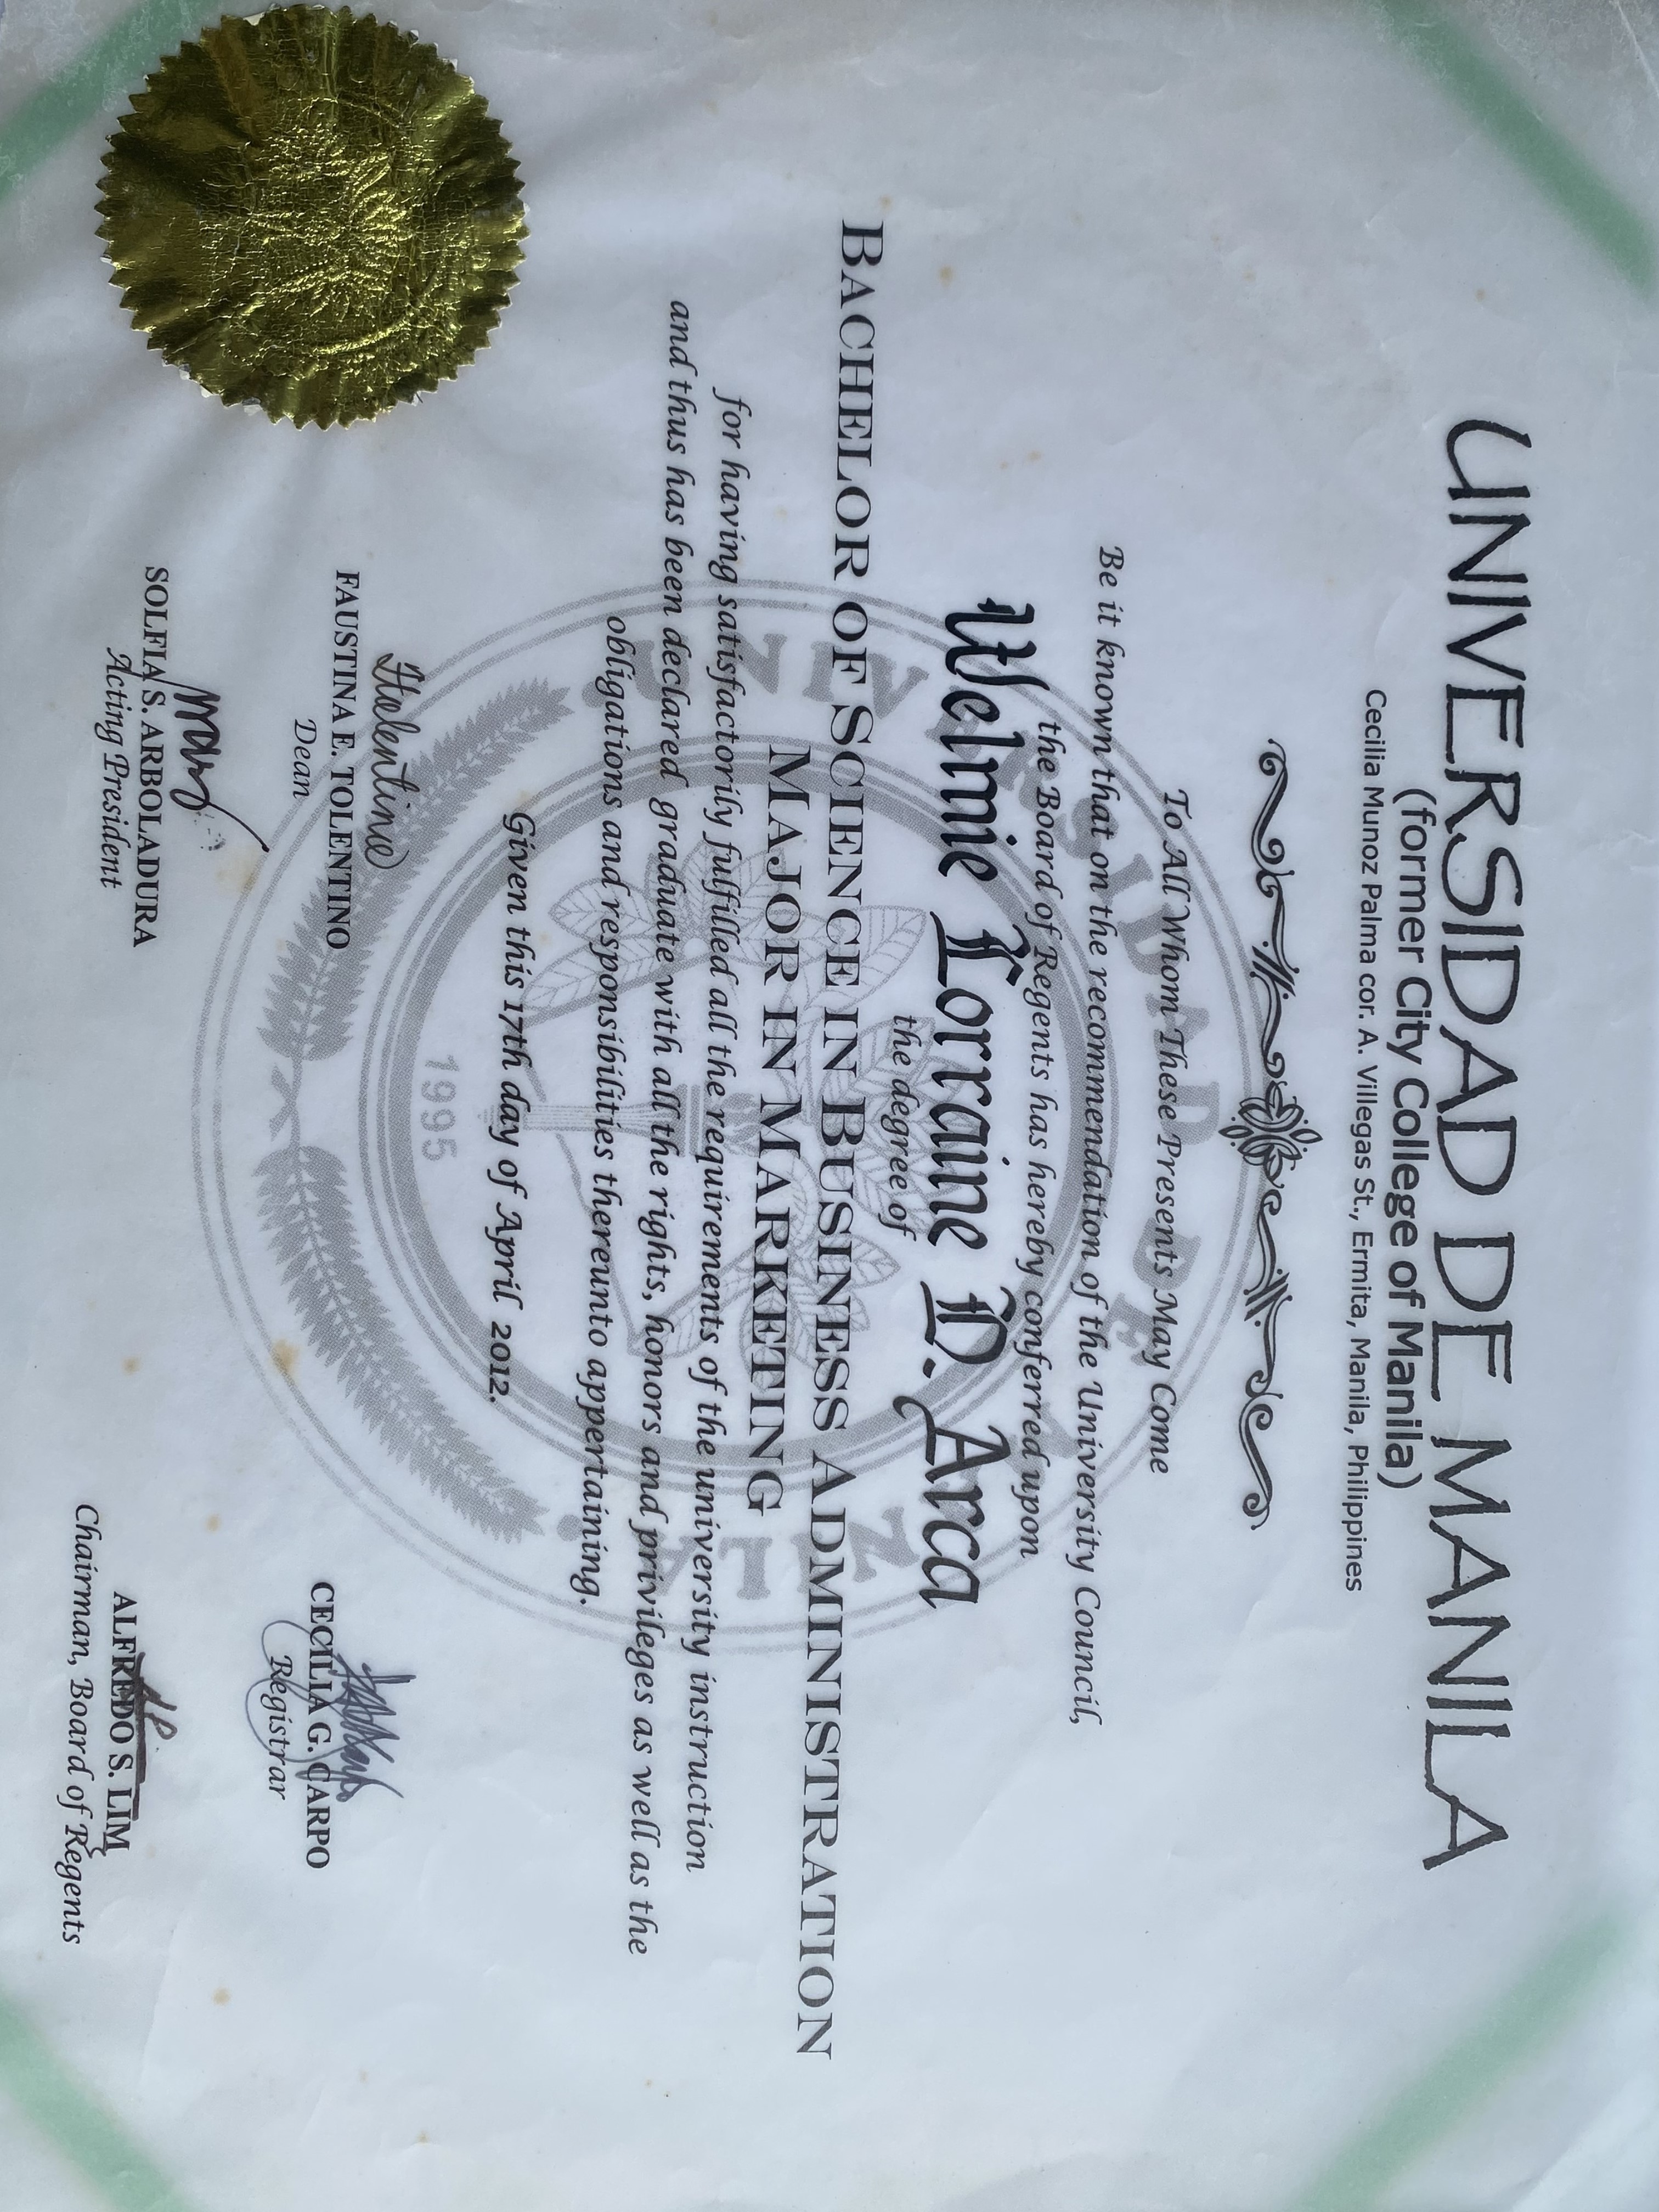 UNIVERSIDAD DE MANILA
(former City College of Manila)
Cecilia Munoz Palma cor. A. Villegas St., Ermita, Manila, Philippines
To All Whom These Presents May Come
Be it known that on the recommendation of the University Council,
the Board of Regents has hereby conferred upon
Welmie Lorraine D. Arca
the degree of
BACHELOR OF SCIENCE IN BUSINESS ADMINISTRATION
MAJOR IN MARKETING
for having satisfactorily fulfilled all the requirements of the university instruction
and thus has been declared graduate with all the rights, honors and privileges as well as the
obligations and responsibilities thereunto appertaining.
Given this 17th day of April 2012.
1995
FAUSTINA E. TOLENTINO
Dean
CECILIA G. CARPO
Registrar
SOLFIA S. ARBOLADURA
Acting President
ALFREDO S. LIM
Chairman, Board of Regents